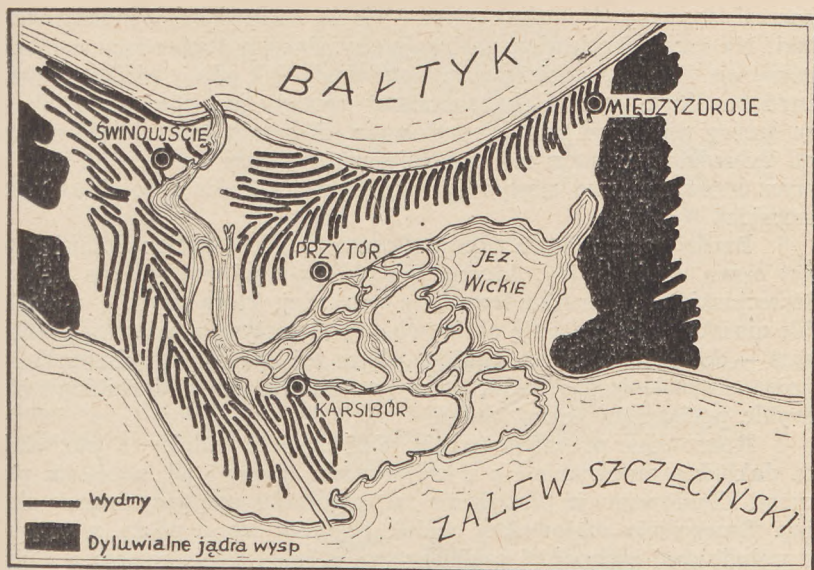 BAŁTYK
MIĘDZYZDROJE
ŚWINOUJŚCIE
PRZYTÓR
JEZ.
WICKIE
KARSIBÓR
ZALEW SZCZECIŃSKI
Wydmy
Dyluwialne jądra wysp